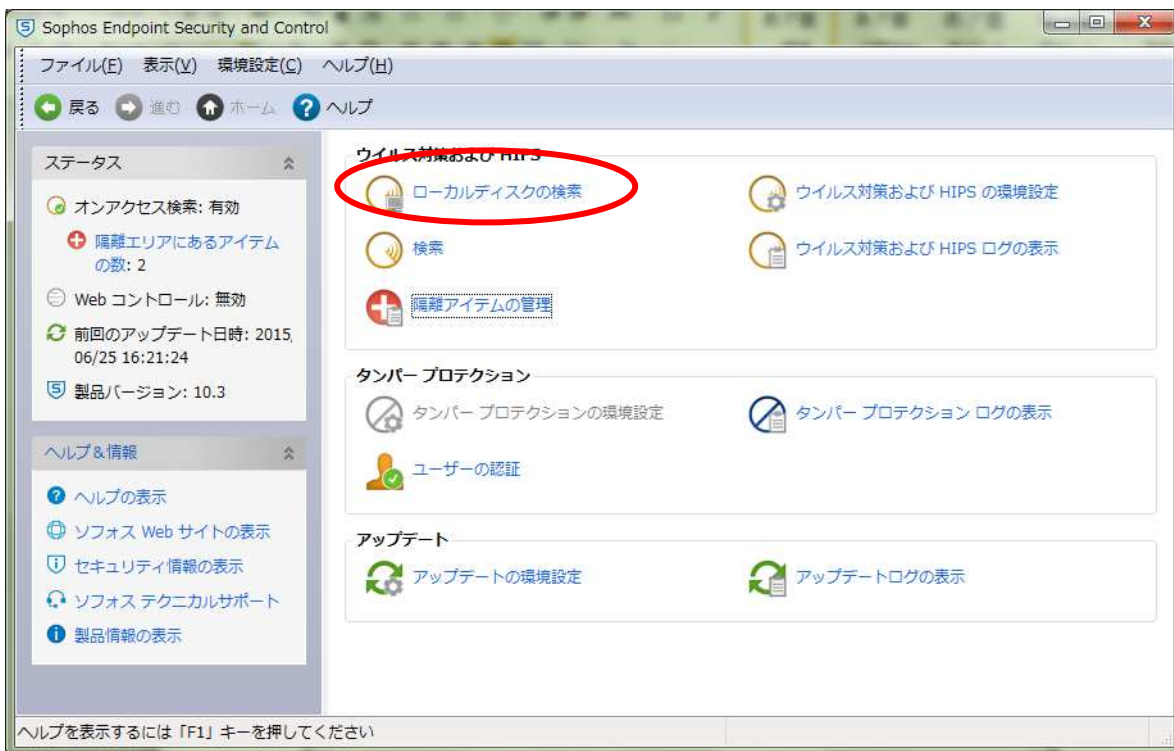 Sophos Endpoint Security and Control
ファイル(F) 表示(V) 環境設定(C) ヘルプ(H)
戻る 進む ホーム ヘルプ
ステータス
オンアクセス検索: 有効
隔離エリアにあるアイテム
の数: 2
Web コントロール: 無効
前回のアップデート日時: 2015,
06/25 16:21:24
製品バージョン: 10.3
ヘルプ&情報
ヘルプの表示
ソフォス Web サイトの表示
セキュリティ情報の表示
ソフォス テクニカルサポート
製品情報の表示
ウイルス対策および HIPS
ローカルディスクの検索
ウイルス対策および HIPS の環境設定
検索
ウイルス対策および HIPS ログの表示
隔離アイテムの管理
タンパー プロテクション
タンパー プロテクションの環境設定
タンパー プロテクション ログの表示
ユーザーの認証
アップデート
アップデートの環境設定
アップデートログの表示
ヘルプを表示するには「F1」キーを押してください